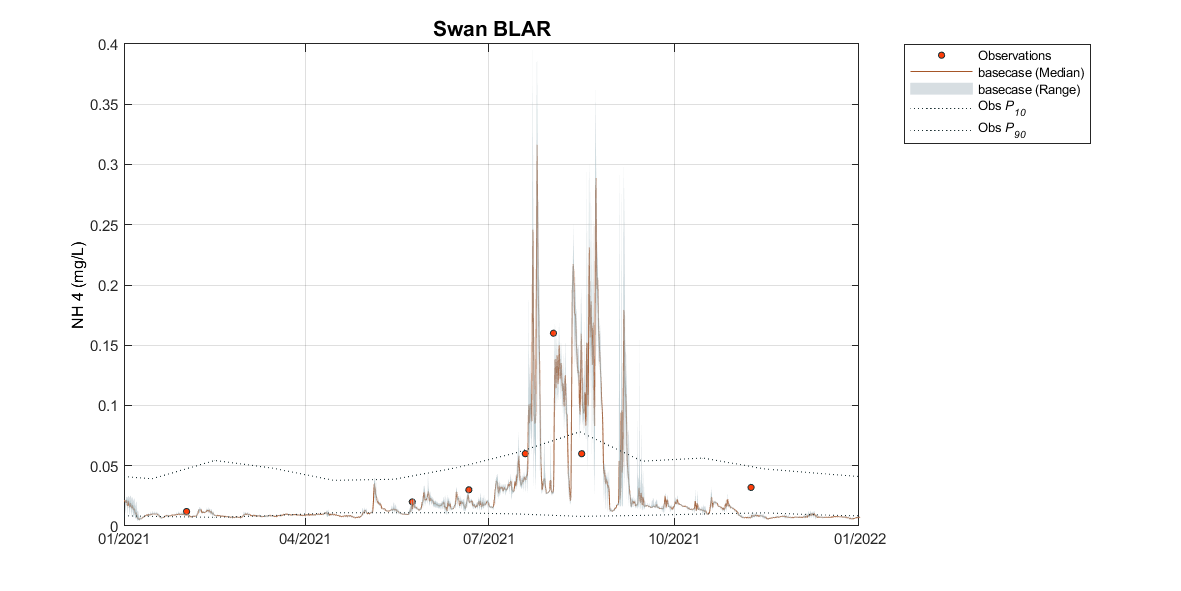 Swan BLAR
NH 4 (mg/L)
0.4
0.35
0.3
0.25
0.2
0.15
0.1
0.05
0
01/2021
04/2021
07/2021
10/2021
01/2022
Observations
basecase (Median)
basecase (Range)
Obs P10
Obs P90